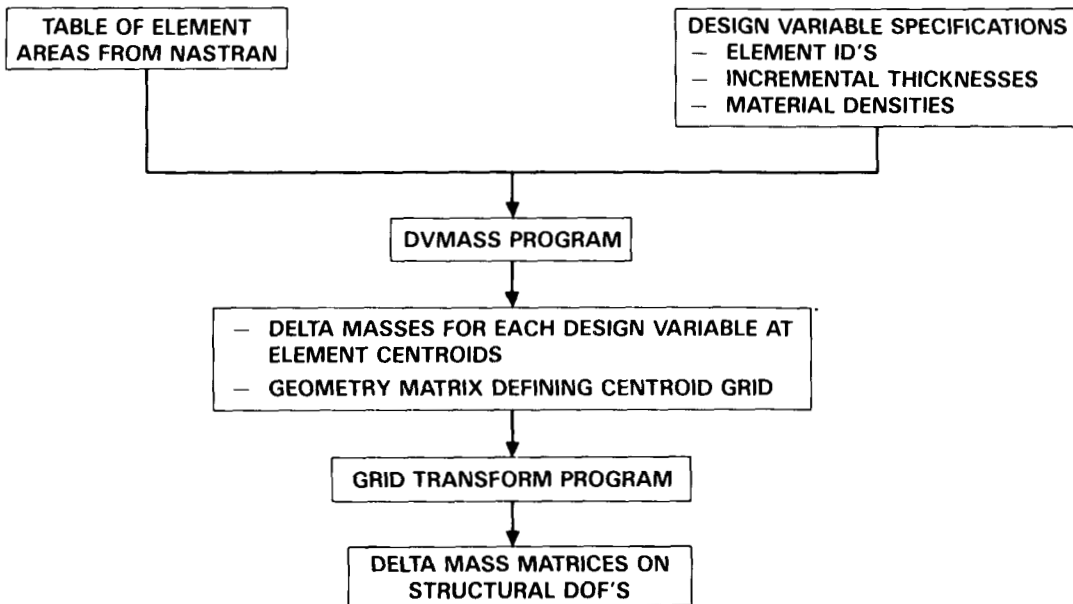 TABLE OF ELEMENT
AREAS FROM NASTRAN
DESIGN VARIABLE SPECIFICATIONS
– ELEMENT ID'S
– INCREMENTAL THICKNESSES
– MATERIAL DENSITIES
DVMASS PROGRAM
– DELTA MASSES FOR EACH DESIGN VARIABLE AT
ELEMENT CENTROIDS
– GEOMETRY MATRIX DEFINING CENTROID GRID
GRID TRANSFORM PROGRAM
DELTA MASS MATRICES ON
STRUCTURAL DOF'S